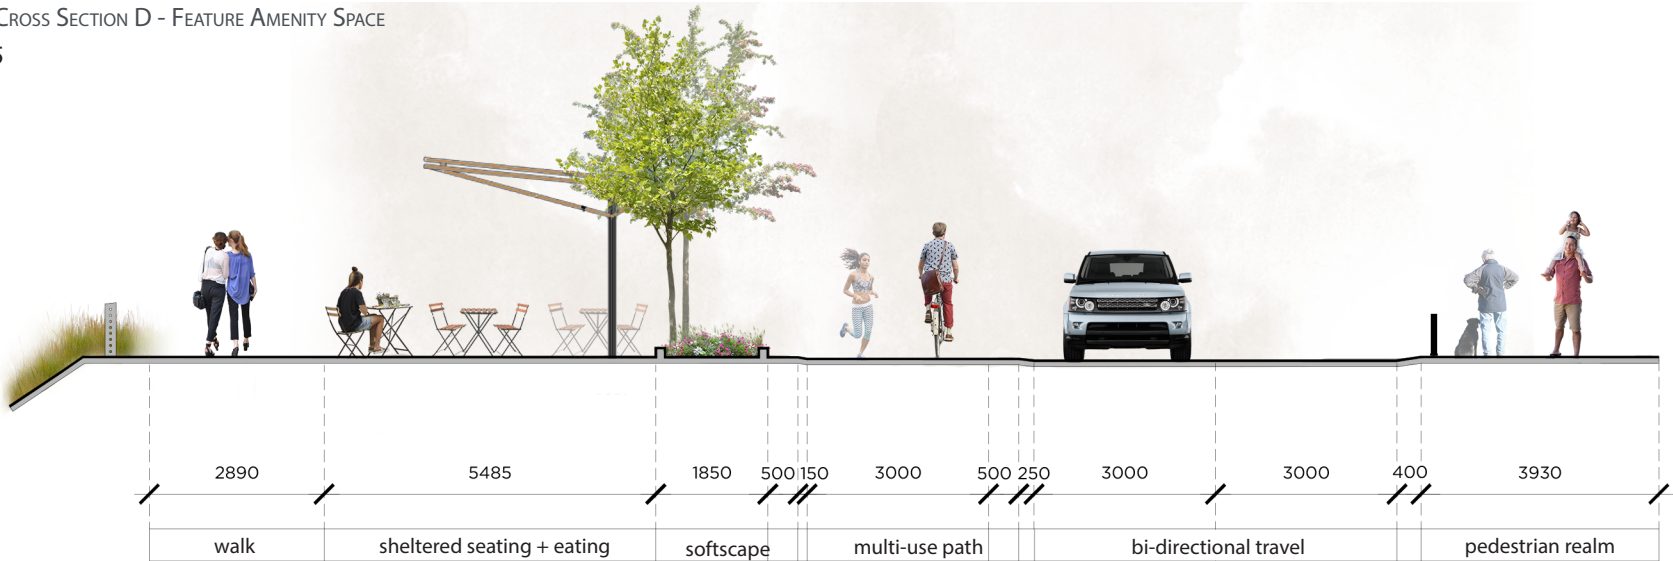 Cross Section D - Feature Amenity Space
5
2890 5485 1850 500 150 3000 500 250 3000 3000 400 3930
walk sheltered seating + eating softscape multi-use path bi-directional travel pedestrian realm